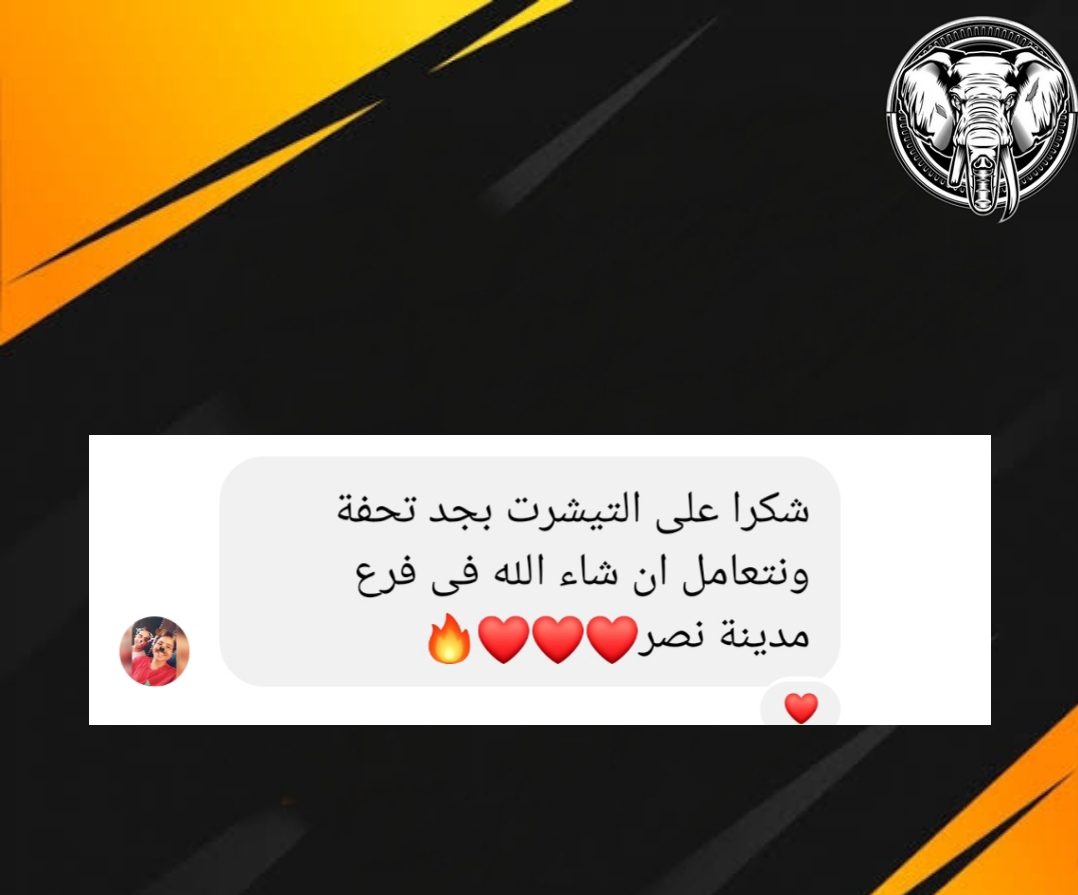 شكرا على التيشرت بجد تحفة
ونتعامل ان شاء الله فى فرع
مدينة نصر❤️❤️❤️🔥